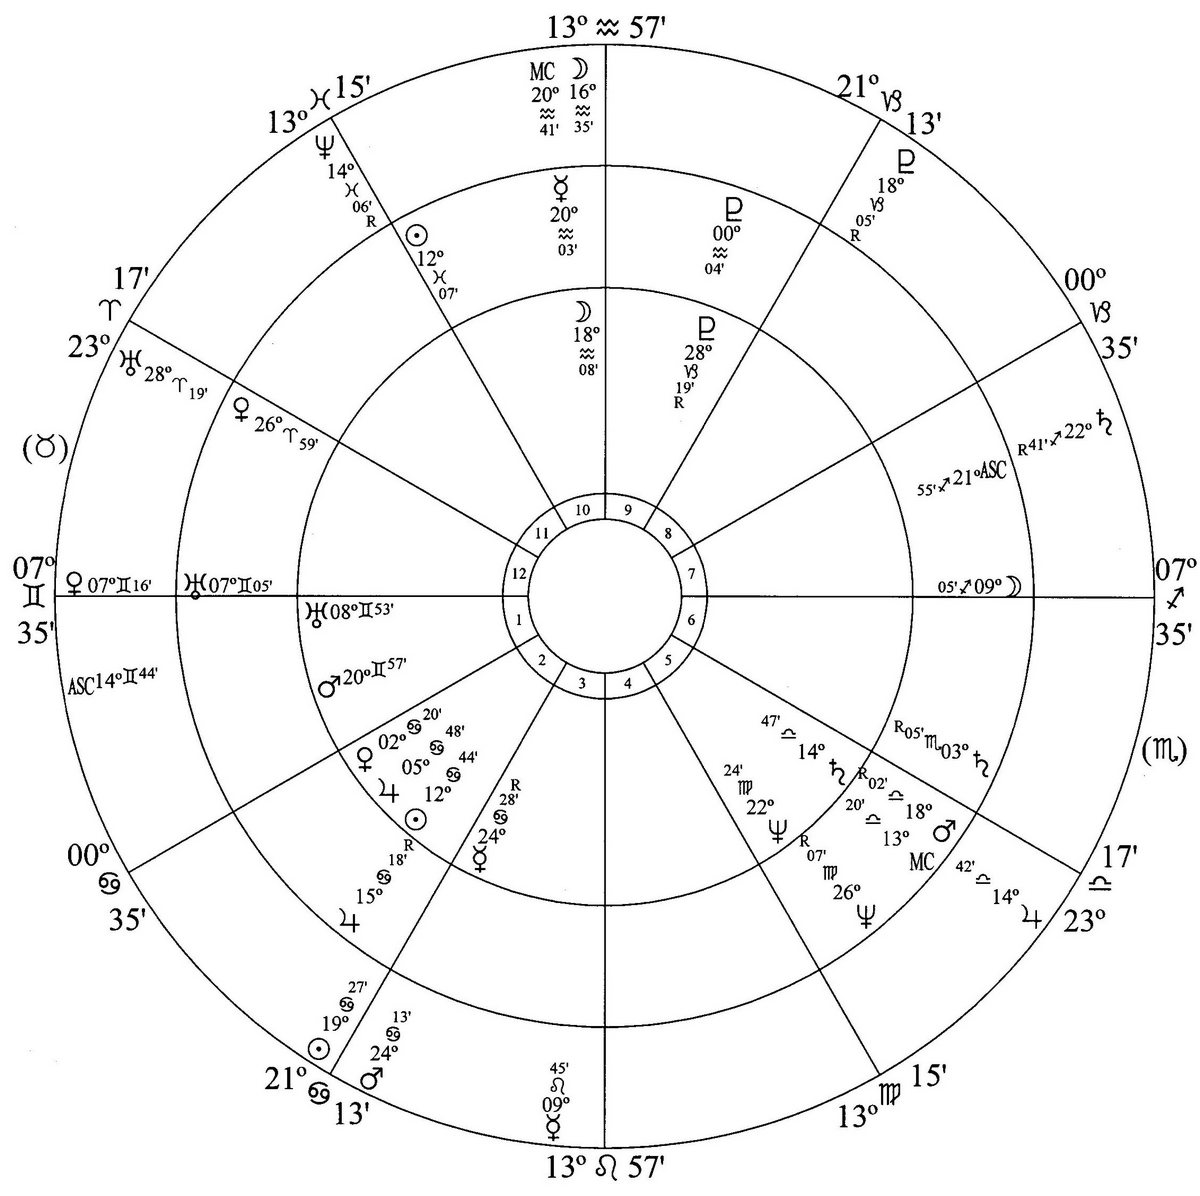 13º ♒ 57'
21º ♑ 13'
00º ♑ 35'
07º ♐ 35'
(♏)
17' ♎ 23º
15' ♍ 13º
13º ♌ 57'
21º ♋ 13'
00º ♋ 35'
07º ♊ 35'
(♉)
17' ♈ 23º
13º ♓ 15'
MC 20º ♒ 41'
☽ 16º ♒ 35'
♇ 18º ♑ 05' R
♄ 22º ♐ 41' R
♃ 14º ♎ 42'
☿ 09º ♌ 45'
♂ 24º ♋ 13'
☉ 19º ♋ 27'
ASC 14º ♊ 44'
♀ 07º ♊ 16'
♅ 28º ♈ 19'
♆ 14º ♓ 06' R
☿ 20º ♒ 03'
♇ 00º ♒ 04'
ASC 21º ♐ 55'
☽ 09º ♐ 05'
♄ 03º ♏ 05' R
♂ 18º ♎ 02' R
MC 13º ♎ 20'
♆ 26º ♍ 07' R
♃ 15º ♋ 18' R
♅ 07º ♊ 05'
♀ 26º ♈ 59'
☉ 12º ♓ 07'
☽ 18º ♒ 08'
♇ 28º ♑ 19' R
♄ 14º ♎ 47'
♆ 22º ♍ 24'
☿ 24º ♋ 28' R
☉ 12º ♋ 44'
♃ 05º ♋ 48'
♀ 02º ♋ 20'
♂ 20º ♊ 57'
♅ 08º ♊ 53'
1
2
3
4
5
6
7
8
9
10
11
12